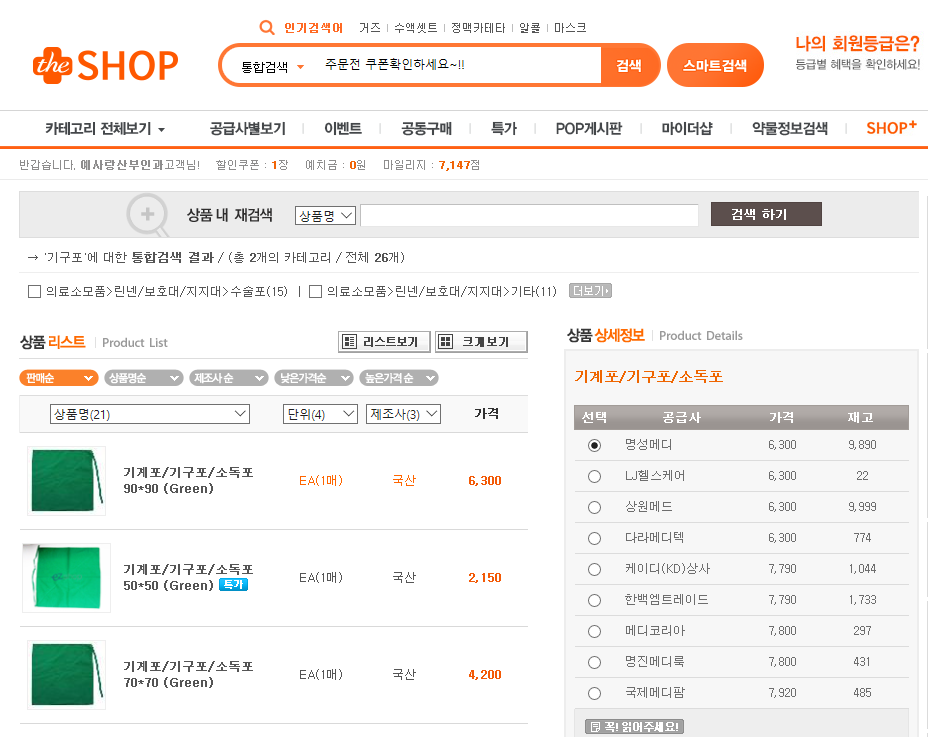 인기검색어 거즈 수액셋트 정맥카테타 알콜 마스크
the SHOP
통합검색 주문전 쿠폰확인하세요~!! 검색 스마트검색
나의 회원등급은?
등급별 혜택을 확인하세요!
카테고리 전체보기 공급사별보기 이벤트 공동구매 특가 POP게시판 마이더샵 약물정보검색 SHOP+
반갑습니다, 예사랑산부인과고객님! 할인쿠폰 : 1장 예치금 : 0원 마일리지 : 7,147점
상품 내 재검색 상품명 검색 하기
→ '기구포'에 대한 통합검색 결과 / (총 2개의 카테고리 / 전체 26개)
의료소모품>린넨/보호대/지지대>수술포(15) | 의료소모품>린넨/보호대/지지대>기타(11) 더보기
상품 리스트 Product List 리스트보기 크게보기
판매순 상품명순 제조사 순 낮은가격순 높은가격 순
상품명(21) 단위(4) 제조사(3) 가격
기계포/기구포/소독포
90*90 (Green)
EA(1매) 국산 6,300
기계포/기구포/소독포
50*50 (Green) 특가
EA(1매) 국산 2,150
기계포/기구포/소독포
70*70 (Green)
EA(1매) 국산 4,200
상품 상세정보 Product Details
기계포/기구포/소독포
선택 공급사 가격 재고
명성메디 6,300 9,890
LJ헬스케어 6,300 22
상원메드 6,300 9,999
다라메디텍 6,300 774
케이디(KD)상사 7,790 1,044
한백엠트레이드 7,790 1,733
메디코리아 7,800 297
명진메디룩 7,800 431
국제메디팜 7,920 485
꼭! 읽어주세요!